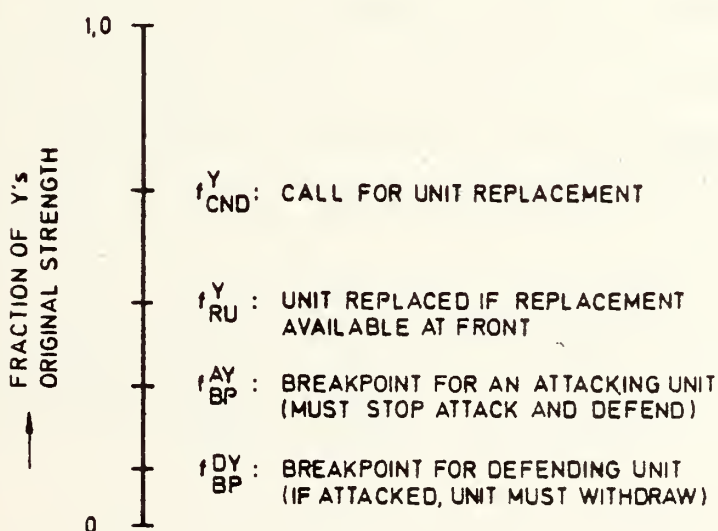 1,0
FRACTION OF Y's
ORIGINAL STRENGTH
f^Y_CND: CALL FOR UNIT REPLACEMENT
f^Y_RU : UNIT REPLACED IF REPLACEMENT
AVAILABLE AT FRONT
f^AY_BP : BREAKPOINT FOR AN ATTACKING UNIT
(MUST STOP ATTACK AND DEFEND)
f^DY_BP : BREAKPOINT FOR DEFENDING UNIT
(IF ATTACKED, UNIT MUST WITHDRAW)
0